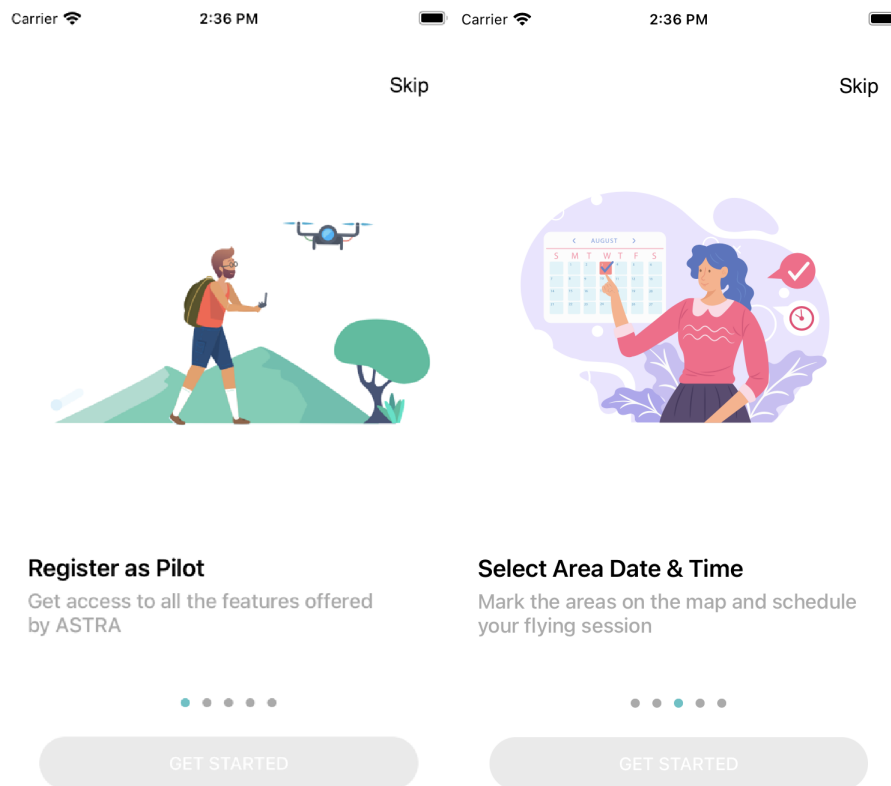 Carrier 2:36 PM
Skip
Register as Pilot
Get access to all the features offered
by ASTRA
GET STARTED
Carrier 2:36 PM
Skip
AUGUST
S M T W T F S
Select Area Date & Time
Mark the areas on the map and schedule
your flying session
GET STARTED